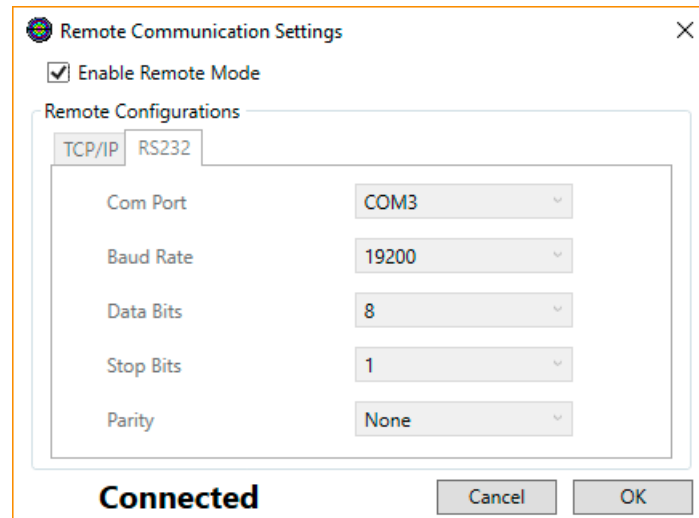 Remote Communication Settings
Enable Remote Mode
Remote Configurations
TCP/IP RS232
Com Port COM3
Baud Rate 19200
Data Bits 8
Stop Bits 1
Parity None
Connected Cancel OK